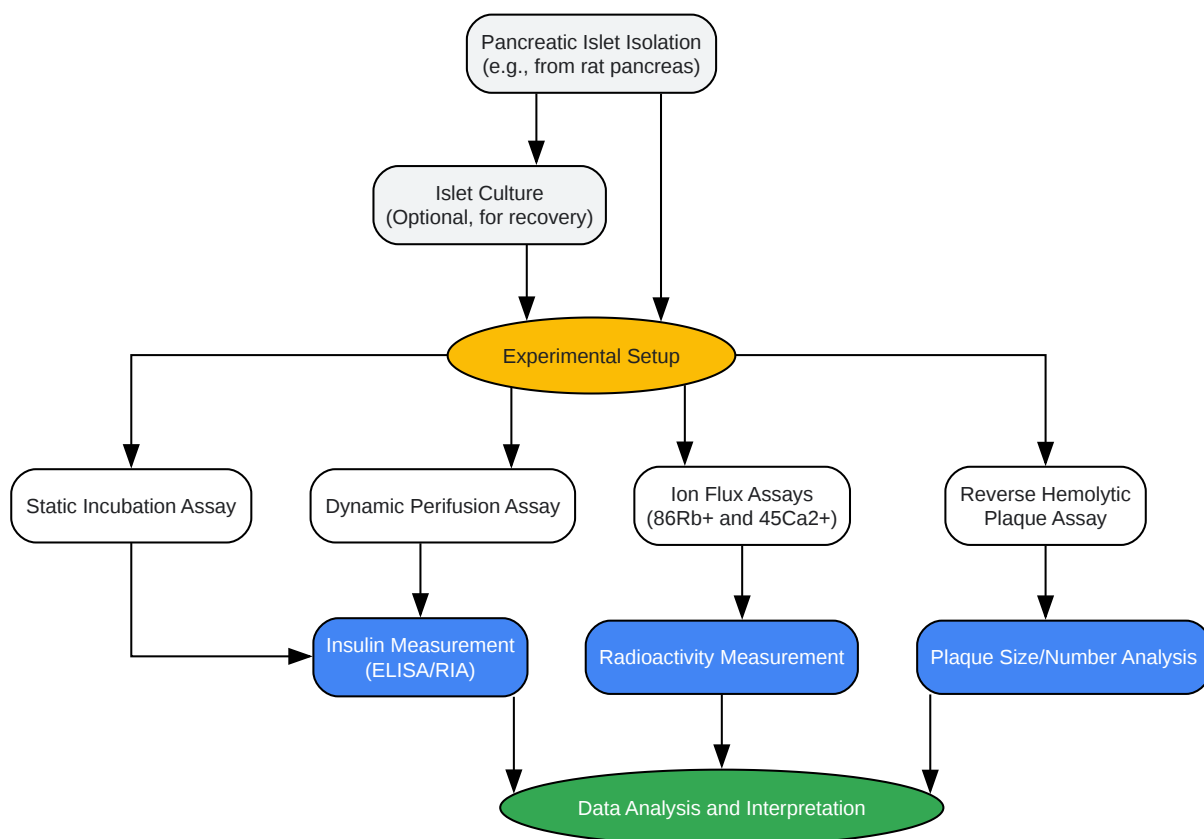 Pancreatic Islet Isolation
(e.g., from rat pancreas)
Islet Culture
(Optional, for recovery)
Experimental Setup
Static Incubation Assay
Dynamic Perifusion Assay
Ion Flux Assays
(86Rb+ and 45Ca2+)
Reverse Hemolytic
Plaque Assay
Insulin Measurement
(ELISA/RIA)
Radioactivity Measurement
Plaque Size/Number Analysis
Data Analysis and Interpretation